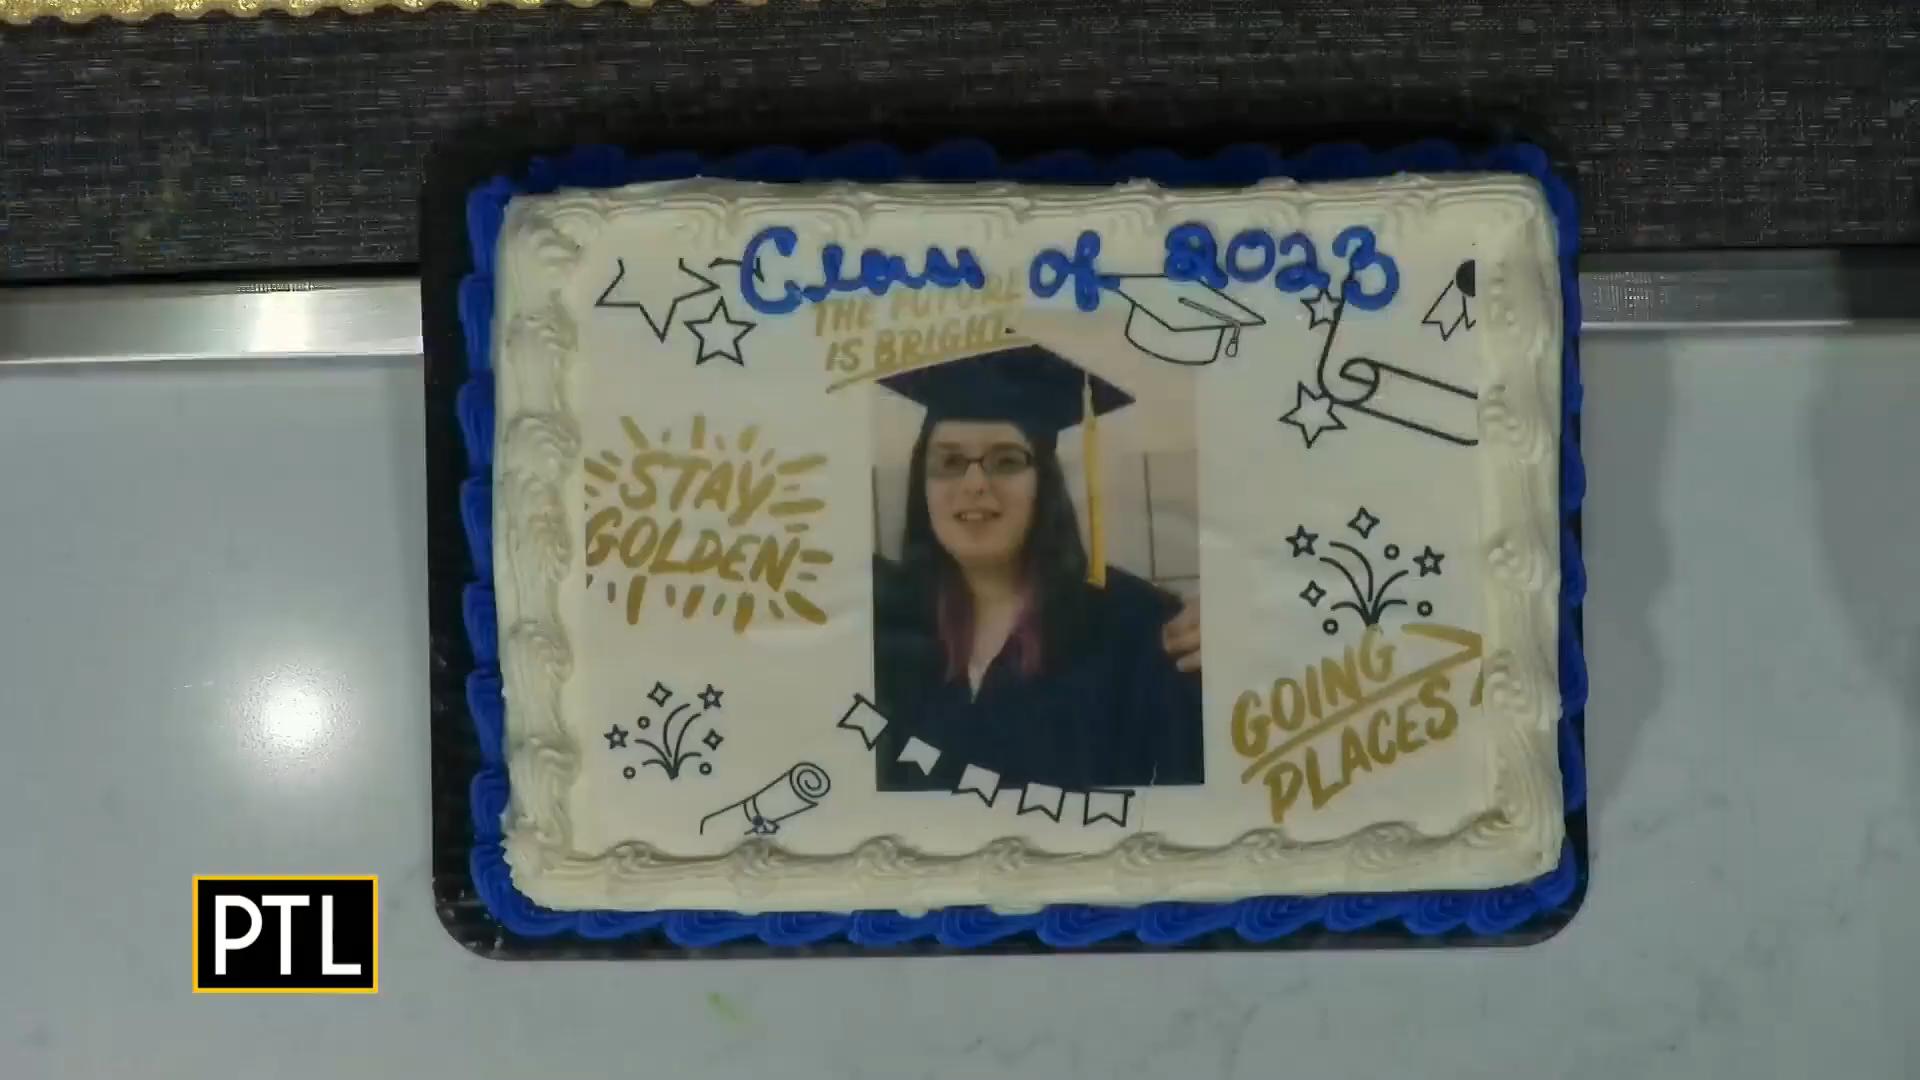 Class of 2023
THE FUTURE
IS BRIGHT
STAY
GOLDEN
GOING
PLACES
PTL